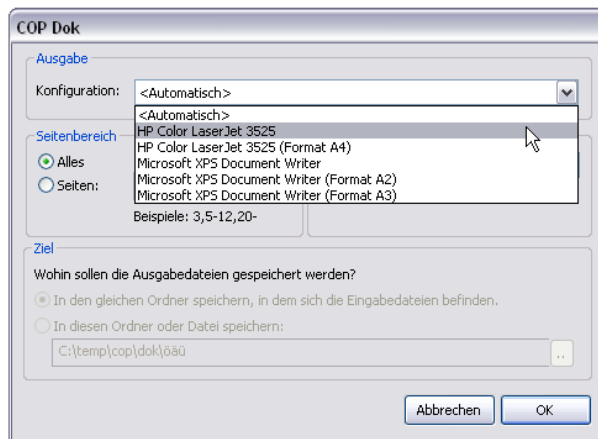 COP Dok
Ausgabe
Konfiguration:
<Automatisch>
<Automatisch>
HP Color LaserJet 3525
HP Color LaserJet 3525 (Format A4)
Microsoft XPS Document Writer
Microsoft XPS Document Writer (Format A2)
Microsoft XPS Document Writer (Format A3)
Seitenbereich
Alles
Seiten:
Beispiele: 3,5-12,20-
Ziel
Wohin sollen die Ausgabedateien gespeichert werden?
In den gleichen Ordner speichern, in dem sich die Eingabedateien befinden.
In diesen Ordner oder Datei speichern:
C:\temp\cop\dok\öäü
..
Abbrechen
OK